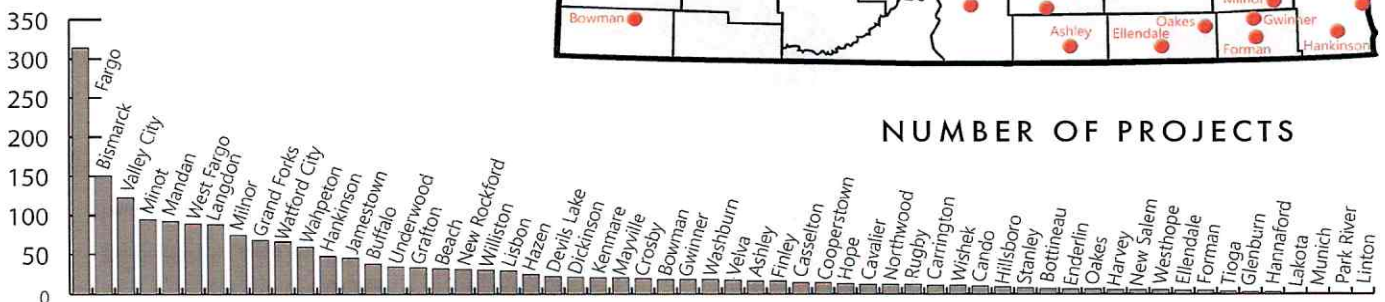 Milnor
Bowman
Oakes
Gwinner
Ashley
Ellendale
Forman
Hankinson
NUMBER OF PROJECTS
350
300
250
200
150
100
50
0
Fargo
Bismarck
Valley City
Minot
Mandan
West Fargo
Langdon
Milnor
Grand Forks
Watford City
Wahpeton
Hankinson
Jamestown
Buffalo
Underwood
Grafton
Beach
New Rockford
Williston
Lisbon
Hazen
Devils Lake
Dickinson
Kenmare
Mayville
Crosby
Bowman
Gwinner
Washburn
Velva
Ashley
Finley
Casselton
Cooperstown
Hope
Cavalier
Northwood
Rugby
Carrington
Wishek
Cando
Hillsboro
Stanley
Bottineau
Enderlin
Oakes
Harvey
New Salem
Westhope
Ellendale
Forman
Tioga
Glenburn
Hannaford
Lakota
Munich
Park River
Linton